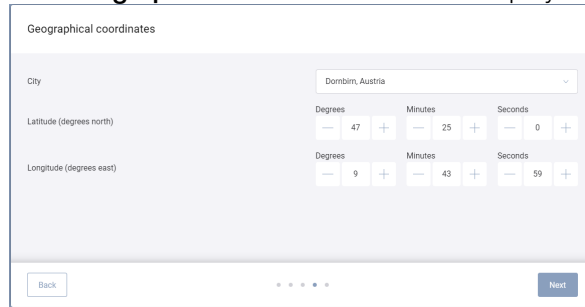 Geographical coordinates
City
Dornbirn, Austria
Degrees Minutes Seconds
Latitude (degrees north)
— 47 + — 25 + — 0 +
Degrees Minutes Seconds
Longitude (degrees east)
— 9 + — 43 + — 59 +
Back Next